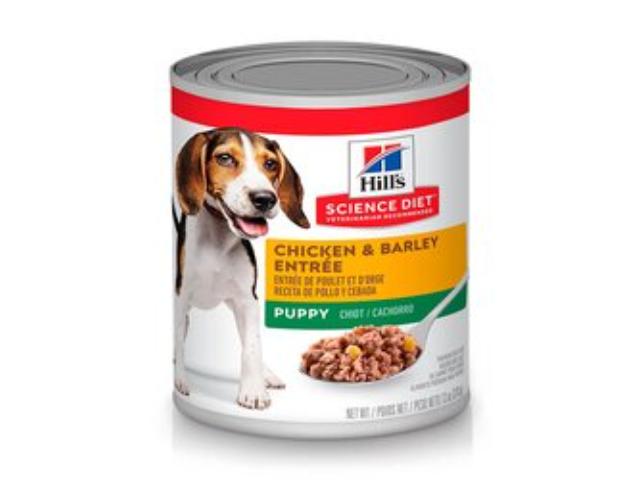 Hill's
SCIENCE DIET
VETERINARIAN RECOMMENDED
CHICKEN & BARLEY
ENTRÉE
ENTRÉE DE POULET ET D'ORGE
RECETA DE POLLO Y CEBADA
PUPPY CHIOT / CACHORRO
NET WT / POIDS NET / PESO NETO